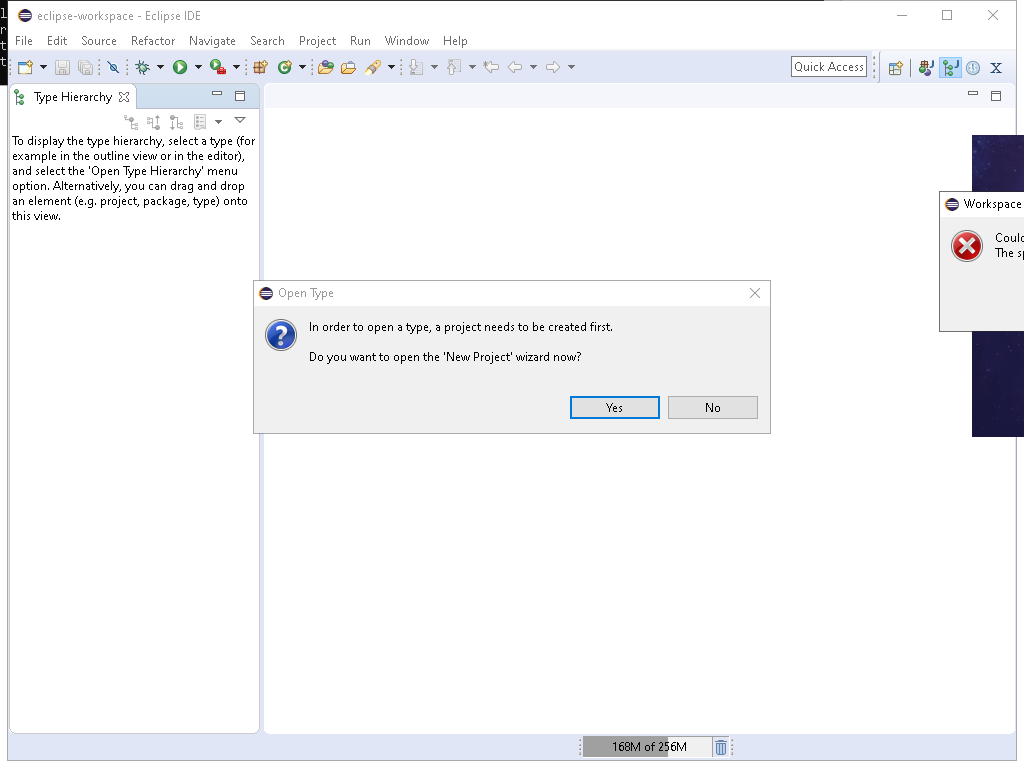 eclipse-workspace - Eclipse IDE
File Edit Source Refactor Navigate Search Project Run Window Help
Quick Access
Type Hierarchy
To display the type hierarchy, select a type (for
example in the outline view or in the editor),
and select the 'Open Type Hierarchy' menu
option. Alternatively, you can drag and drop
an element (e.g. project, package, type) onto
this view.
Workspace
The
Open Type
In order to open a type, a project needs to be created first.
Do you want to open the 'New Project' wizard now?
Yes No
168M of 256M